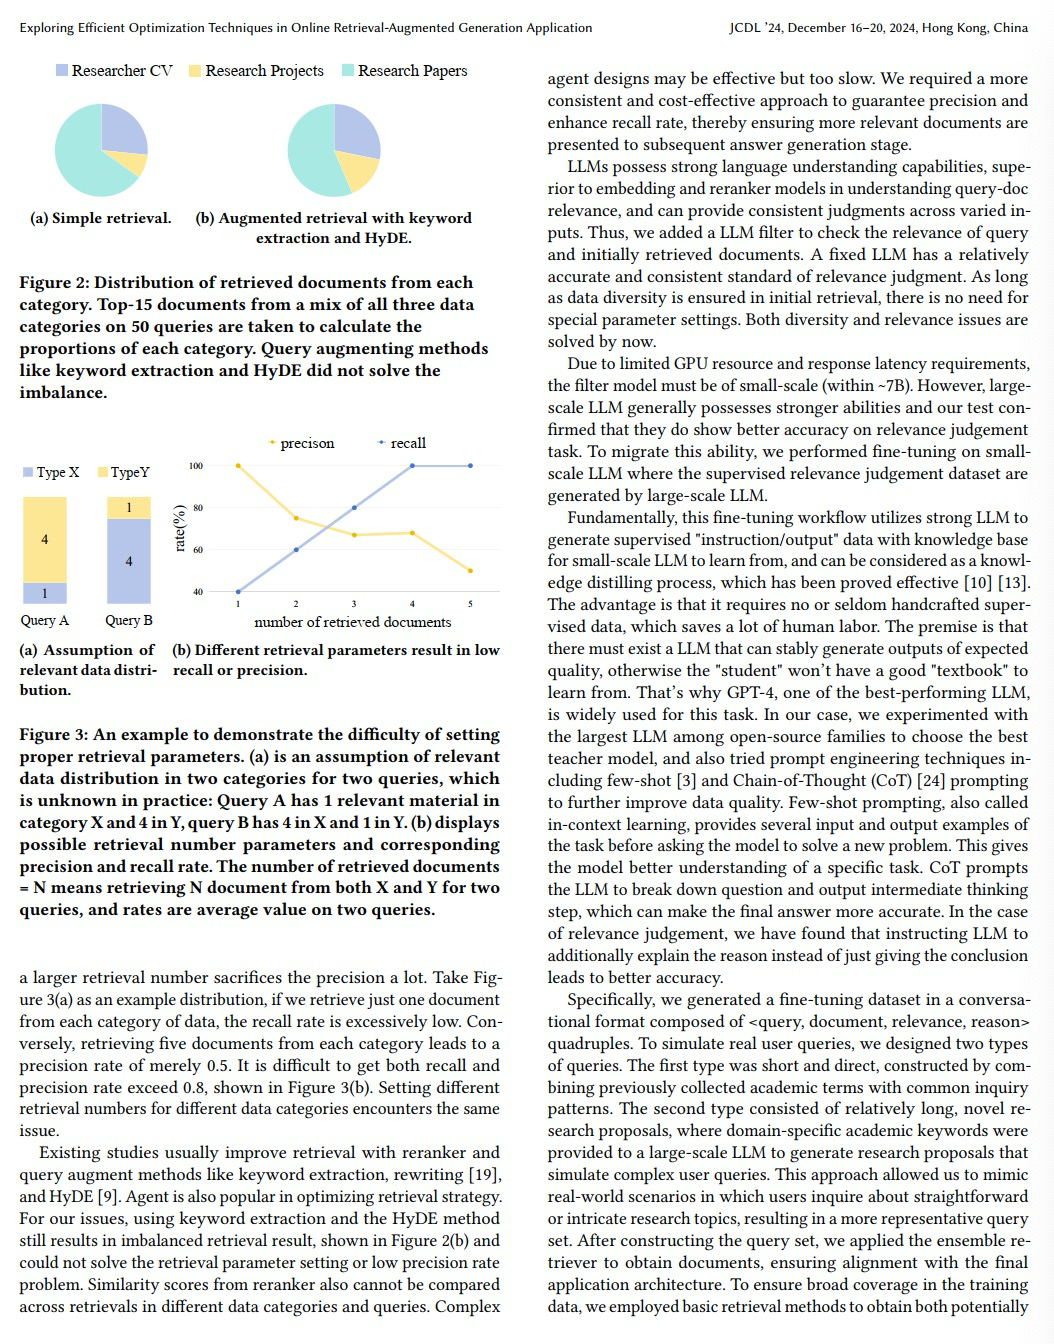 Exploring Efficient Optimization Techniques in Online Retrieval-Augmented Generation Application
JCDL '24, December 16–20, 2024, Hong Kong, China
Researcher CV
Research Projects
Research Papers
(a) Simple retrieval.
(b) Augmented retrieval with keyword
extraction and HyDE.
Figure 2: Distribution of retrieved documents from each
category. Top-15 documents from a mix of all three data
categories on 50 queries are taken to calculate the
proportions of each category. Query augmenting methods
like keyword extraction and HyDE did not solve the
imbalance.
Type X
TypeY
4
1
1
4
Query A
Query B
precison
recall
rate(%)
100
80
60
40
1
2
3
4
5
number of retrieved documents
(a) Assumption of
relevant data distri-
bution.
(b) Different retrieval parameters result in low
recall or precision.
Figure 3: An example to demonstrate the difficulty of setting
proper retrieval parameters. (a) is an assumption of relevant
data distribution in two categories for two queries, which
is unknown in practice: Query A has 1 relevant material in
category X and 4 in Y, query B has 4 in X and 1 in Y. (b) displays
possible retrieval number parameters and corresponding
precision and recall rate. The number of retrieved documents
= N means retrieving N document from both X and Y for two
queries, and rates are average value on two queries.
a larger retrieval number sacrifices the precision a lot. Take Fig-
ure 3(a) as an example distribution, if we retrieve just one document
from each category of data, the recall rate is excessively low. Con-
versely, retrieving five documents from each category leads to a
precision rate of merely 0.5. It is difficult to get both recall and
precision rate exceed 0.8, shown in Figure 3(b). Setting different
retrieval numbers for different data categories encounters the same
issue.
Existing studies usually improve retrieval with reranker and
query augment methods like keyword extraction, rewriting [19],
and HyDE [9]. Agent is also popular in optimizing retrieval strategy.
For our issues, using keyword extraction and the HyDE method
still results in imbalanced retrieval result, shown in Figure 2(b) and
could not solve the retrieval parameter setting or low precision rate
problem. Similarity scores from reranker also cannot be compared
across retrievals in different data categories and queries. Complex
agent designs may be effective but too slow. We required a more
consistent and cost-effective approach to guarantee precision and
enhance recall rate, thereby ensuring more relevant documents are
presented to subsequent answer generation stage.
LLMs possess strong language understanding capabilities, supe-
rior to embedding and reranker models in understanding query-doc
relevance, and can provide consistent judgments across varied in-
puts. Thus, we added a LLM filter to check the relevance of query
and initially retrieved documents. A fixed LLM has a relatively
accurate and consistent standard of relevance judgment. As long
as data diversity is ensured in initial retrieval, there is no need for
special parameter settings. Both diversity and relevance issues are
solved by now.
Due to limited GPU resource and response latency requirements,
the filter model must be of small-scale (within ~7B). However, large-
scale LLM generally possesses stronger abilities and our test con-
firmed that they do show better accuracy on relevance judgement
task. To migrate this ability, we performed fine-tuning on small-
scale LLM where the supervised relevance judgement dataset are
generated by large-scale LLM.
Fundamentally, this fine-tuning workflow utilizes strong LLM to
generate supervised "instruction/output" data with knowledge base
for small-scale LLM to learn from, and can be considered as a knowl-
edge distilling process, which has been proved effective [10] [13].
The advantage is that it requires no or seldom handcrafted super-
vised data, which saves a lot of human labor. The premise is that
there must exist a LLM that can stably generate outputs of expected
quality, otherwise the "student" won't have a good "textbook" to
learn from. That's why GPT-4, one of the best-performing LLM,
is widely used for this task. In our case, we experimented with
the largest LLM among open-source families to choose the best
teacher model, and also tried prompt engineering techniques in-
cluding few-shot [3] and Chain-of-Thought (CoT) [24] prompting
to further improve data quality. Few-shot prompting, also called
in-context learning, provides several input and output examples of
the task before asking the model to solve a new problem. This gives
the model better understanding of a specific task. CoT prompts
the LLM to break down question and output intermediate thinking
step, which can make the final answer more accurate. In the case
of relevance judgement, we have found that instructing LLM to
additionally explain the reason instead of just giving the conclusion
leads to better accuracy.
Specifically, we generated a fine-tuning dataset in a conversa-
tional format composed of <query, document, relevance, reason>
quadruples. To simulate real user queries, we designed two types
of queries. The first type was short and direct, constructed by com-
bining previously collected academic terms with common inquiry
patterns. The second type consisted of relatively long, novel re-
search proposals, where domain-specific academic keywords were
provided to a large-scale LLM to generate research proposals that
simulate complex user queries. This approach allowed us to mimic
real-world scenarios in which users inquire about straightforward
or intricate research topics, resulting in a more representative query
set. After constructing the query set, we applied the ensemble re-
triever to obtain documents, ensuring alignment with the final
application architecture. To ensure broad coverage in the training
data, we employed basic retrieval methods to obtain both potentially